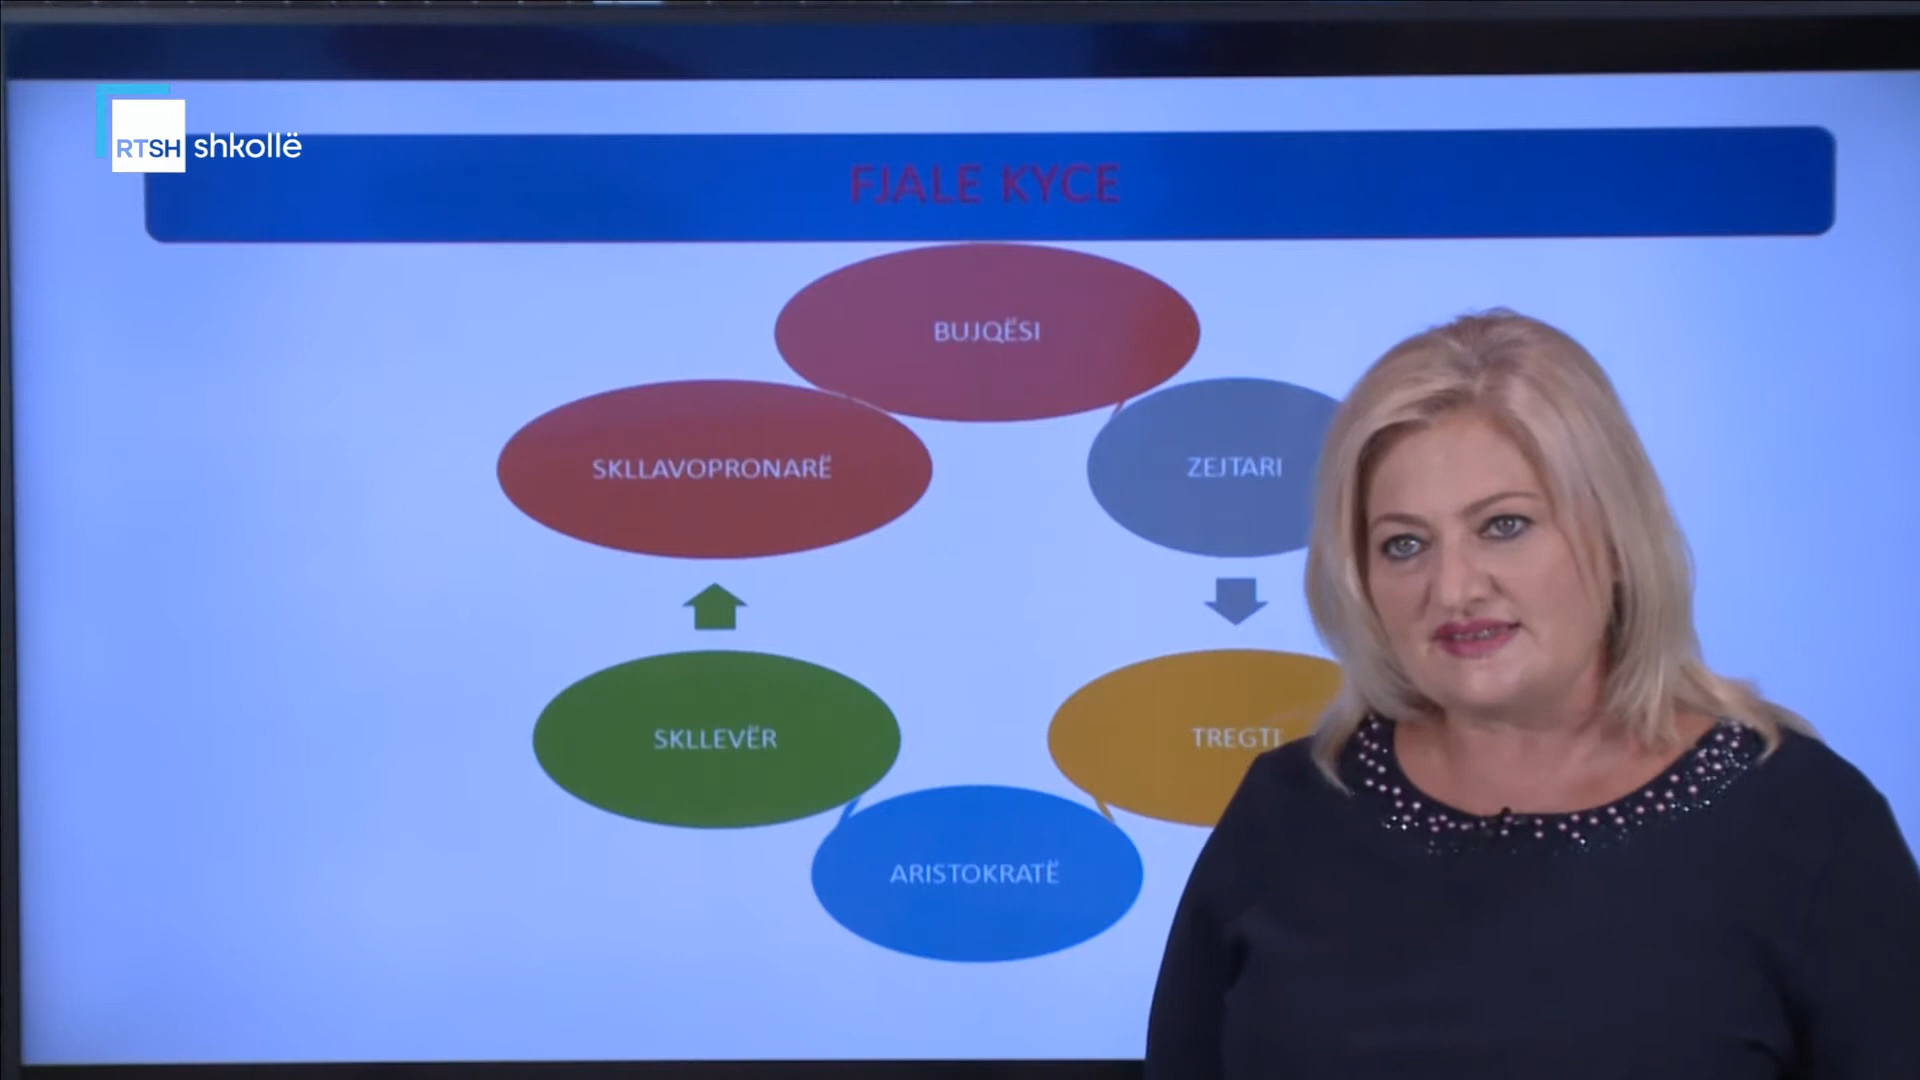 RTSH shkollë
FJALE KYCE
BUJQËSI
SKLLAVOPRONARË
ZEJTARI
SKLLEVËR
TREGTI
ARISTOKRATË